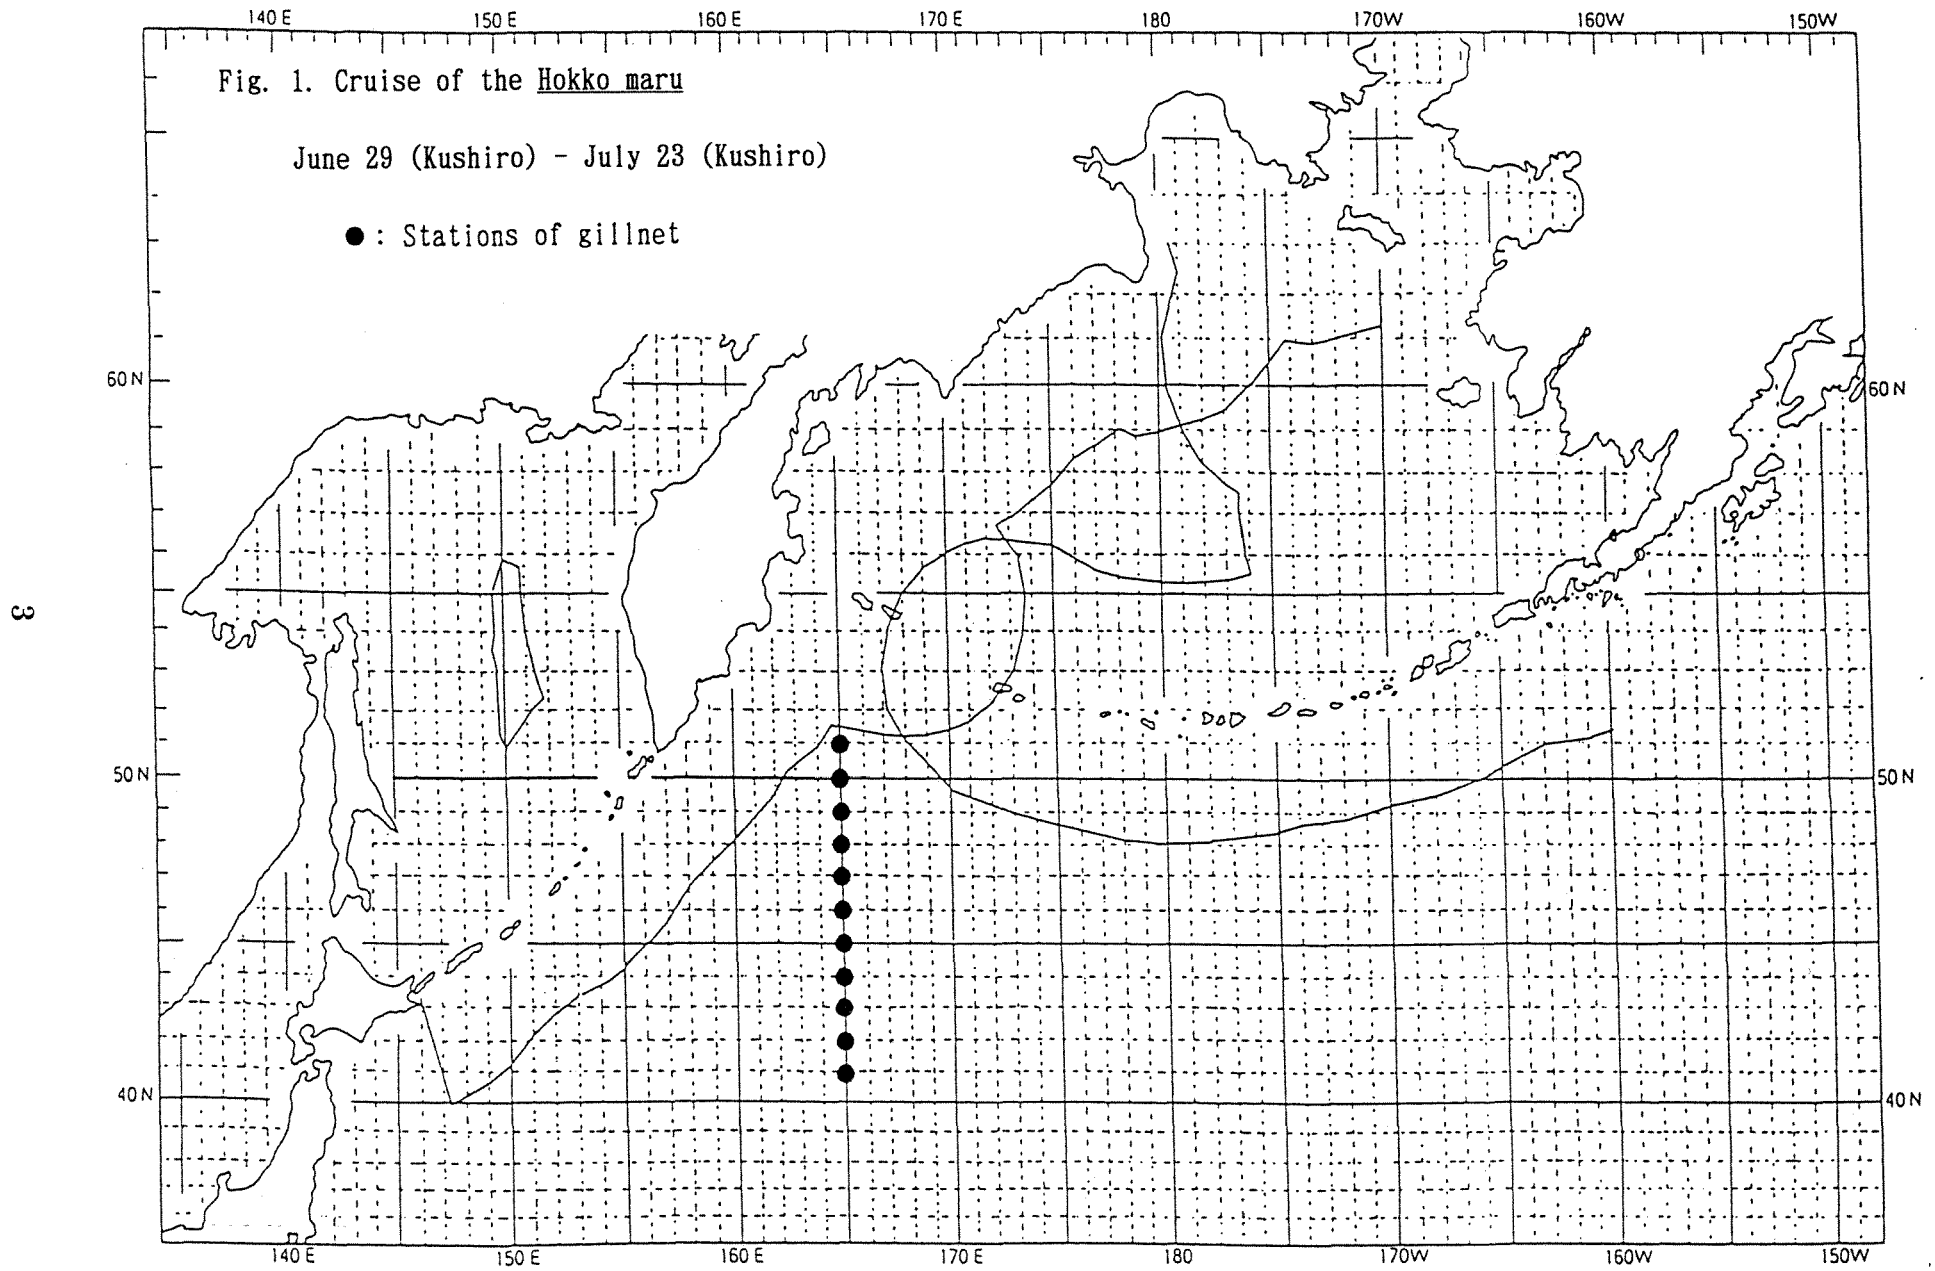 140 E 150 E 160 E 170 E 180 170W 160W 150W
Fig. 1. Cruise of the Hokko maru
June 29 (Kushiro) - July 23 (Kushiro)
● : Stations of gillnet
60 N 60 N
3
50 N 50 N
40 N 40 N
140 E 150E 160 E 170 E 180 170W 160W 150W